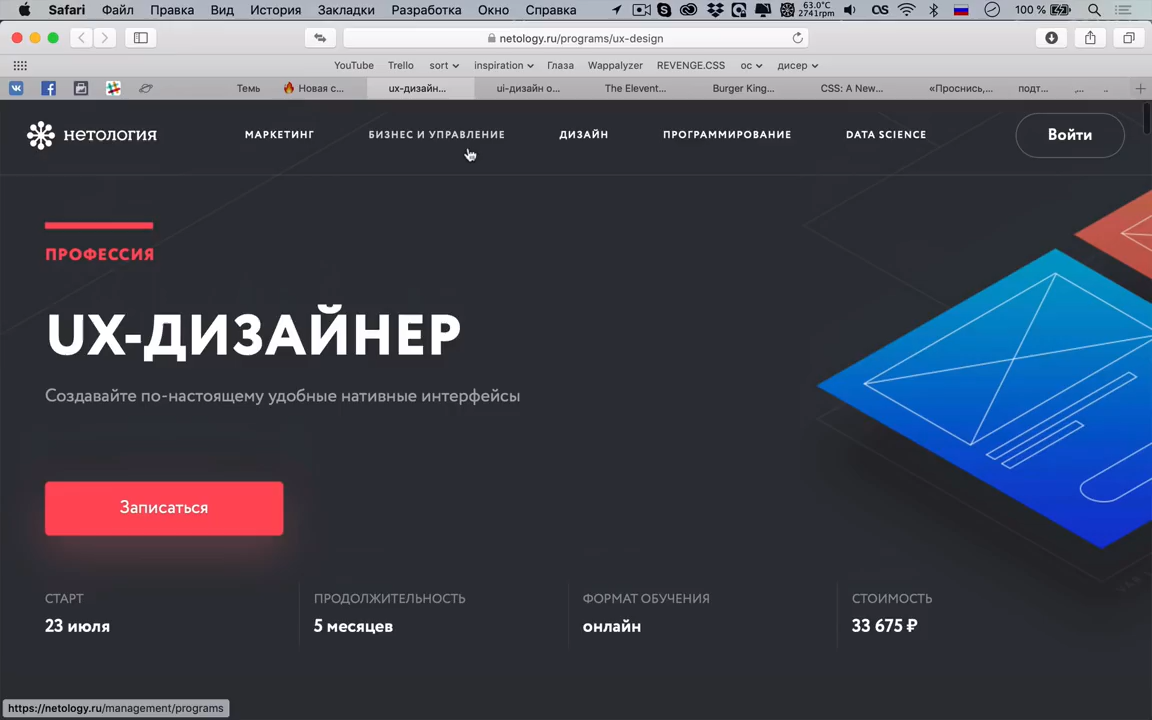 Safari Файл Правка Вид История Закладки Разработка Окно Справка 63.0°C 2741rpm 100 %
netology.ru/programs/ux-design
YouTube Trello sort inspiration Глаза Wappalyzer REVENGE.CSS ос дисер
Темь Новая с... ux-дизайн... ui-дизайн о... The Elevent... Burger King... CSS: A New... «Проснись,... подт...
нетология МАРКЕТИНГ БИЗНЕС И УПРАВЛЕНИЕ ДИЗАЙН ПРОГРАММИРОВАНИЕ DATA SCIENCE Войти
ПРОФЕССИЯ
UX-ДИЗАЙНЕР
Создавайте по-настоящему удобные нативные интерфейсы
Записаться
СТАРТ ПРОДОЛЖИТЕЛЬНОСТЬ ФОРМАТ ОБУЧЕНИЯ СТОИМОСТЬ
23 июля 5 месяцев онлайн 33 675 ₽
https://netology.ru/management/programs